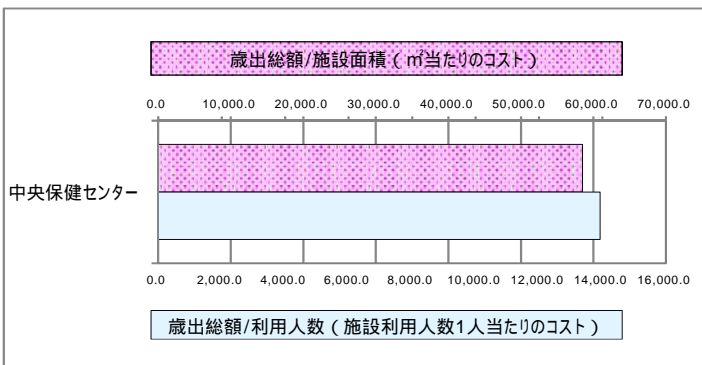 歳出総額/施設面積（㎡当たりのコスト）
0.0 10,000.0 20,000.0 30,000.0 40,000.0 50,000.0 60,000.0 70,000.0
中央保健センター
0.0 2,000.0 4,000.0 6,000.0 8,000.0 10,000.0 12,000.0 14,000.0 16,000.0
歳出総額/利用人数（施設利用人数1人当たりのコスト）